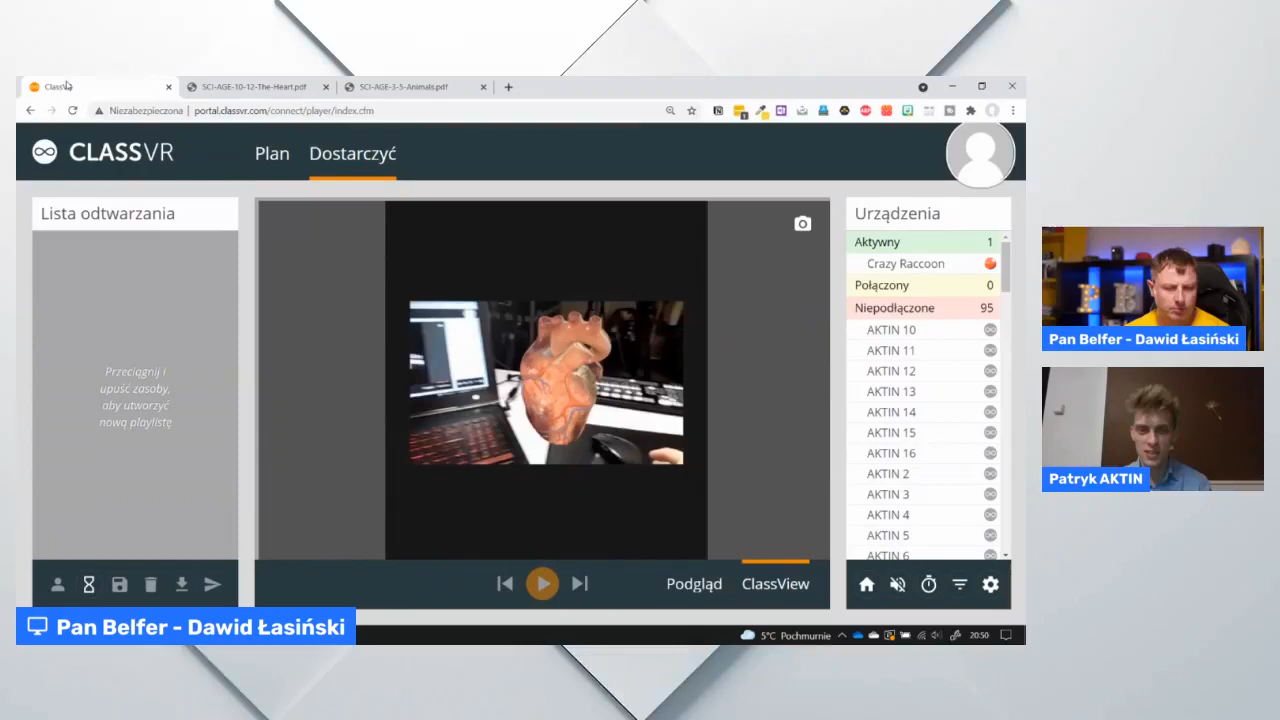 ClassV
SCI-AGE-10-12-The-Heart.pdf
SCI-AGE-3-5-Animals.pdf
Niezabezpieczona
portal.classvr.com/connect/player/index.cfm
CLASSVR
Plan
Dostarczyć
Lista odtwarzania
Przeciągnij i
upuść zasoby,
aby utworzyć
nową playlistę
Podgląd
ClassView
Urządzenia
Aktywny 1
Crazy Raccoon
Połączony 0
Niepodłączone 95
AKTIN 10
AKTIN 11
AKTIN 12
AKTIN 13
AKTIN 14
AKTIN 15
AKTIN 16
AKTIN 2
AKTIN 3
AKTIN 4
AKTIN 5
AKTIN 6
Pan Belfer - Dawid Łasiński
5°C Pochmurnie
20:50
P B
Pan Belfer - Dawid Łasiński
Patryk AKTIN